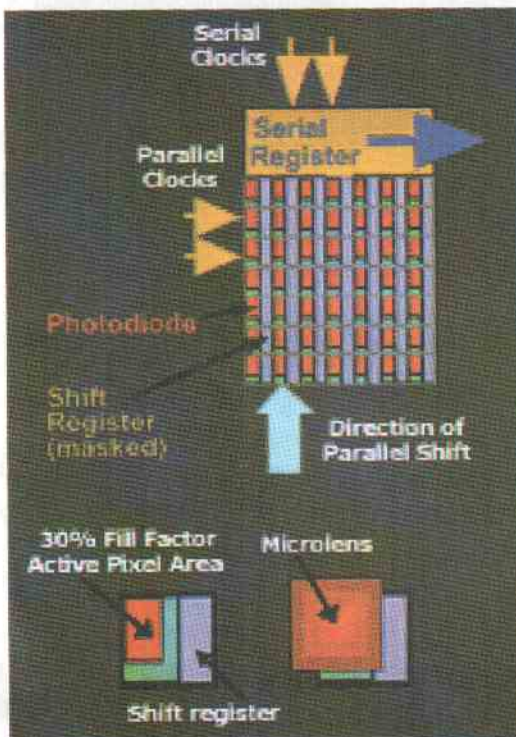 Serial
Clocks
Serial
Register
Parallel
Clocks
Photodiode
Shift
Register
(masked)
Direction of
Parallel Shift
30% Fill Factor
Active Pixel Area
Microlens
Shift register